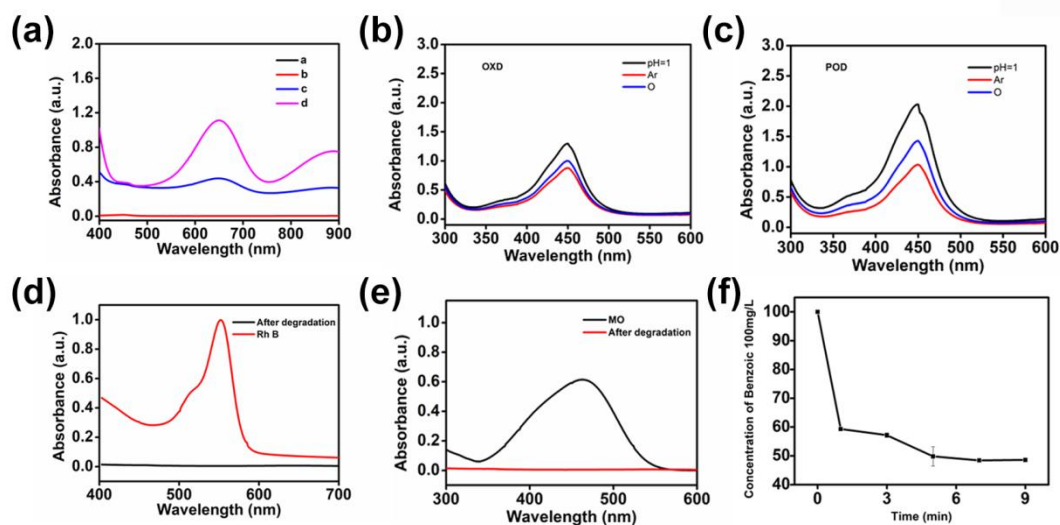 (a)
Absorbance (a.u.)
2.0
1.6
1.2
0.8
0.4
0.0
a
b
c
d
400 500 600 700 800 900
Wavelength (nm)
(b)
Absorbance (a.u.)
3.0
2.5
2.0
1.5
1.0
0.5
0.0
OXD
pH=1
Ar
O
300 350 400 450 500 550 600
Wavelength (nm)
(c)
Absorbance (a.u.)
3.0
2.5
2.0
1.5
1.0
0.5
0.0
POD
pH=1
Ar
O
300 350 400 450 500 550 600
Wavelength (nm)
(d)
Absorbance (a.u.)
1.0
0.8
0.6
0.4
0.2
0.0
After degradation
Rh B
400 500 600 700
Wavelength (nm)
(e)
Absorbance (a.u.)
1.0
0.8
0.6
0.4
0.2
0.0
MO
After degradation
300 400 500 600
Wavelength (nm)
(f)
Concentration of Benzoic 100mg/L
100
90
80
70
60
50
40
0 3 6 9
Time (min)